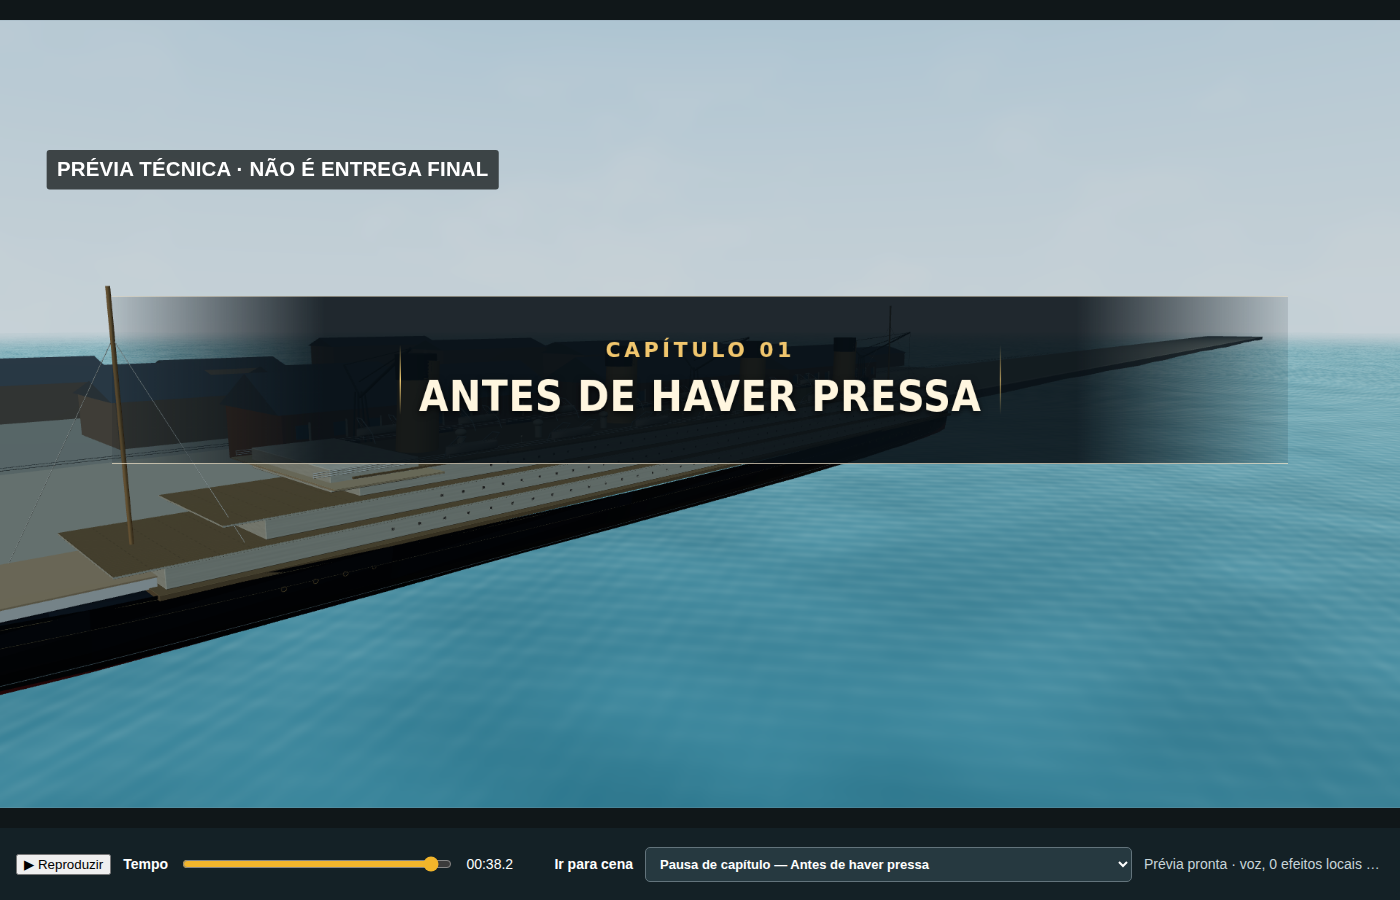 PRÉVIA TÉCNICA · NÃO É ENTREGA FINAL
CAPÍTULO 01
ANTES DE HAVER PRESSA
▶ Reproduzir
Tempo
00:38.2
Ir para cena
Pausa de capítulo — Antes de haver pressa
Prévia pronta · voz, 0 efeitos locais …